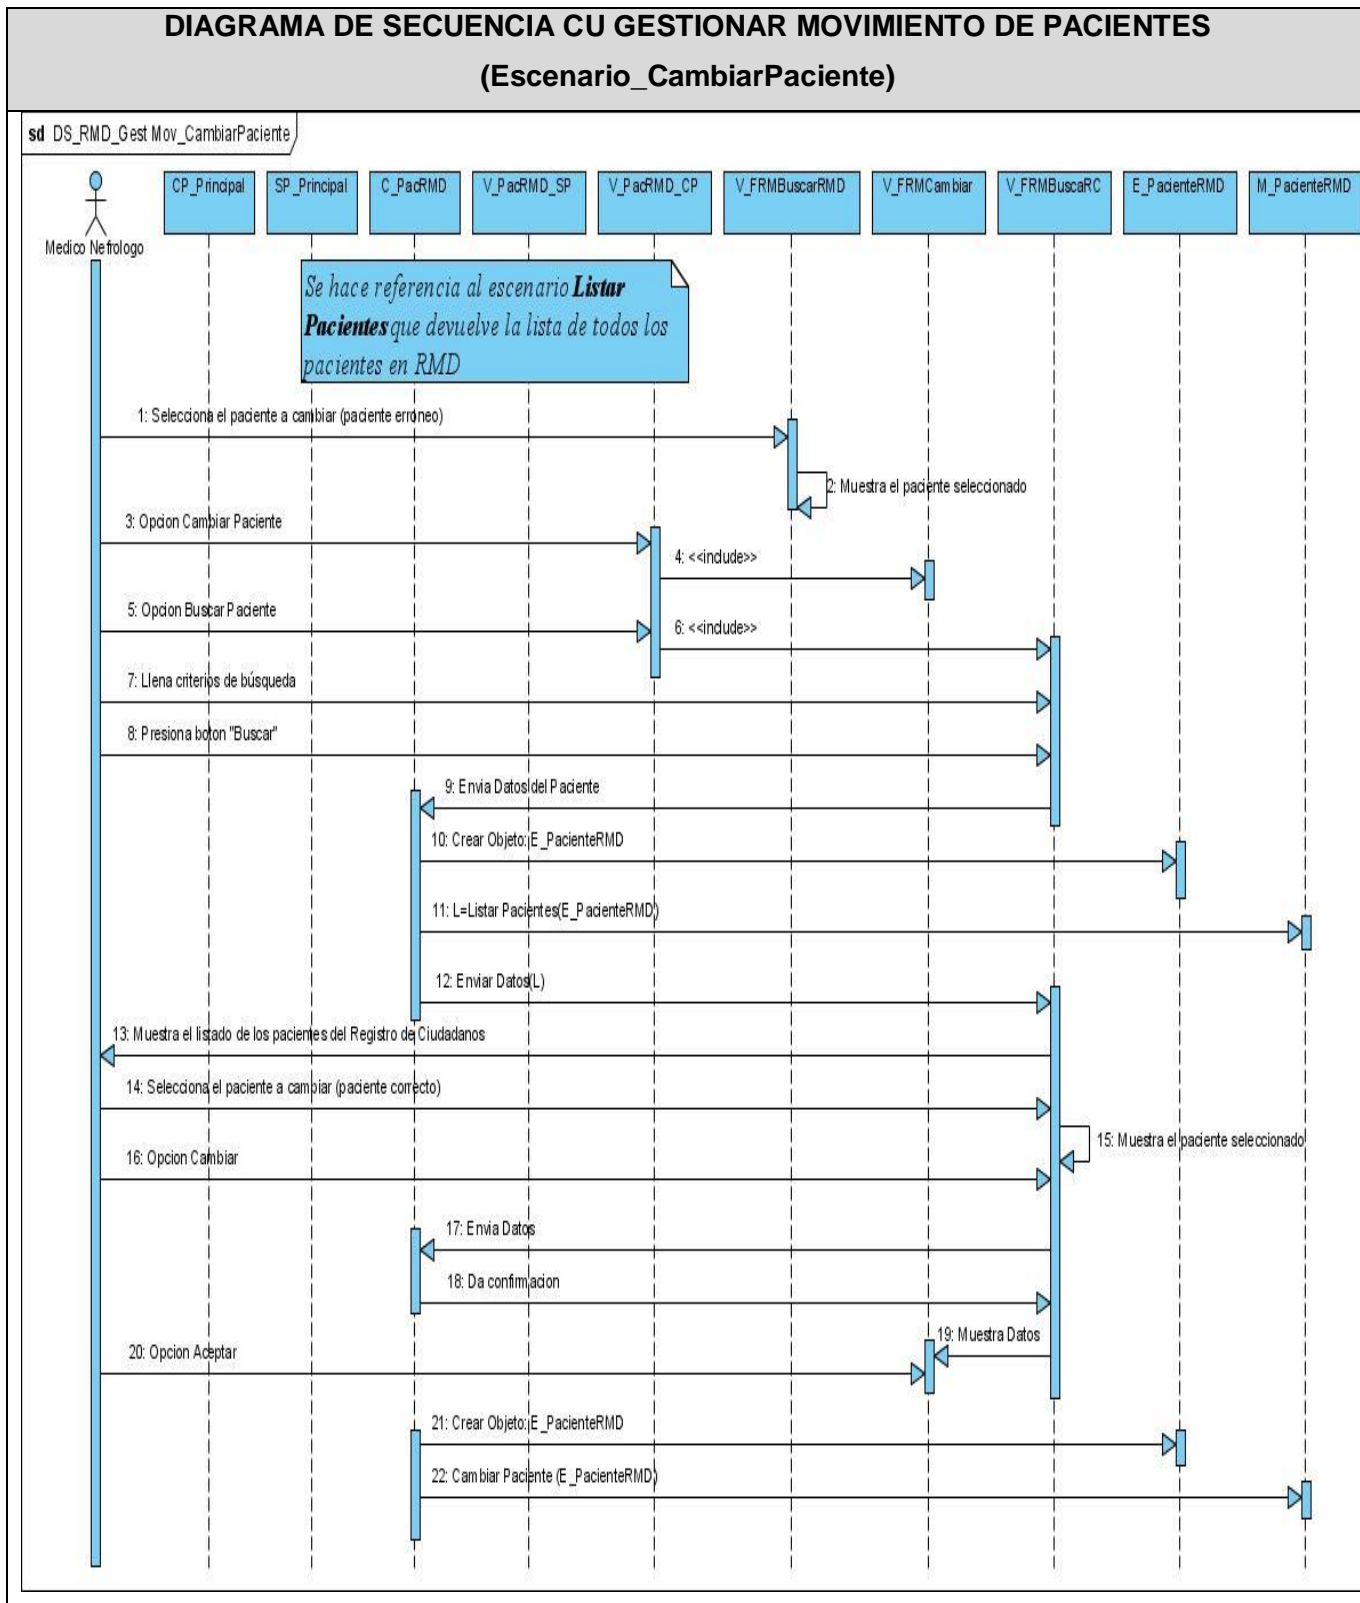 DIAGRAMA DE SECUENCIA CU GESTIONAR MOVIMIENTO DE PACIENTES
(Escenario_CambiarPaciente)
sd DS_RMD_Gest Mov_CambiarPaciente
CP_Principal
SP_Principal
C_PacRMD
V_PacRMD_SP
V_PacRMD_CP
V_FRMBuscarRMD
V_FRMCambiar
V_FRMBuscaRC
E_PacienteRMD
M_PacienteRMD
Medico Nefrologo
Se hace referencia al escenario Listar
Pacientes que devuelve la lista de todos los
pacientes en RMD
1: Selecciona el paciente a cambiar (paciente erróneo)
2: Muestra el paciente seleccionado
3: Opcion Cambiar Paciente
4: <<include>>
5: Opcion Buscar Paciente
6: <<include>>
7: Llena criterios de búsqueda
8: Presiona boton "Buscar"
9: Envia Datos del Paciente
10: Crear Objeto: E_PacienteRMD
11: L=Listar Pacientes(E_PacienteRMD)
12: Enviar Datos(L)
13: Muestra el listado de los pacientes del Registro de Ciudadanos
14: Selecciona el paciente a cambiar (paciente correcto)
15: Muestra el paciente seleccionado
16: Opcion Cambiar
17: Envia Datos
18: Da confirmacion
19: Muestra Datos
20: Opcion Aceptar
21: Crear Objeto: E_PacienteRMD
22: Cambiar Paciente (E_PacienteRMD)